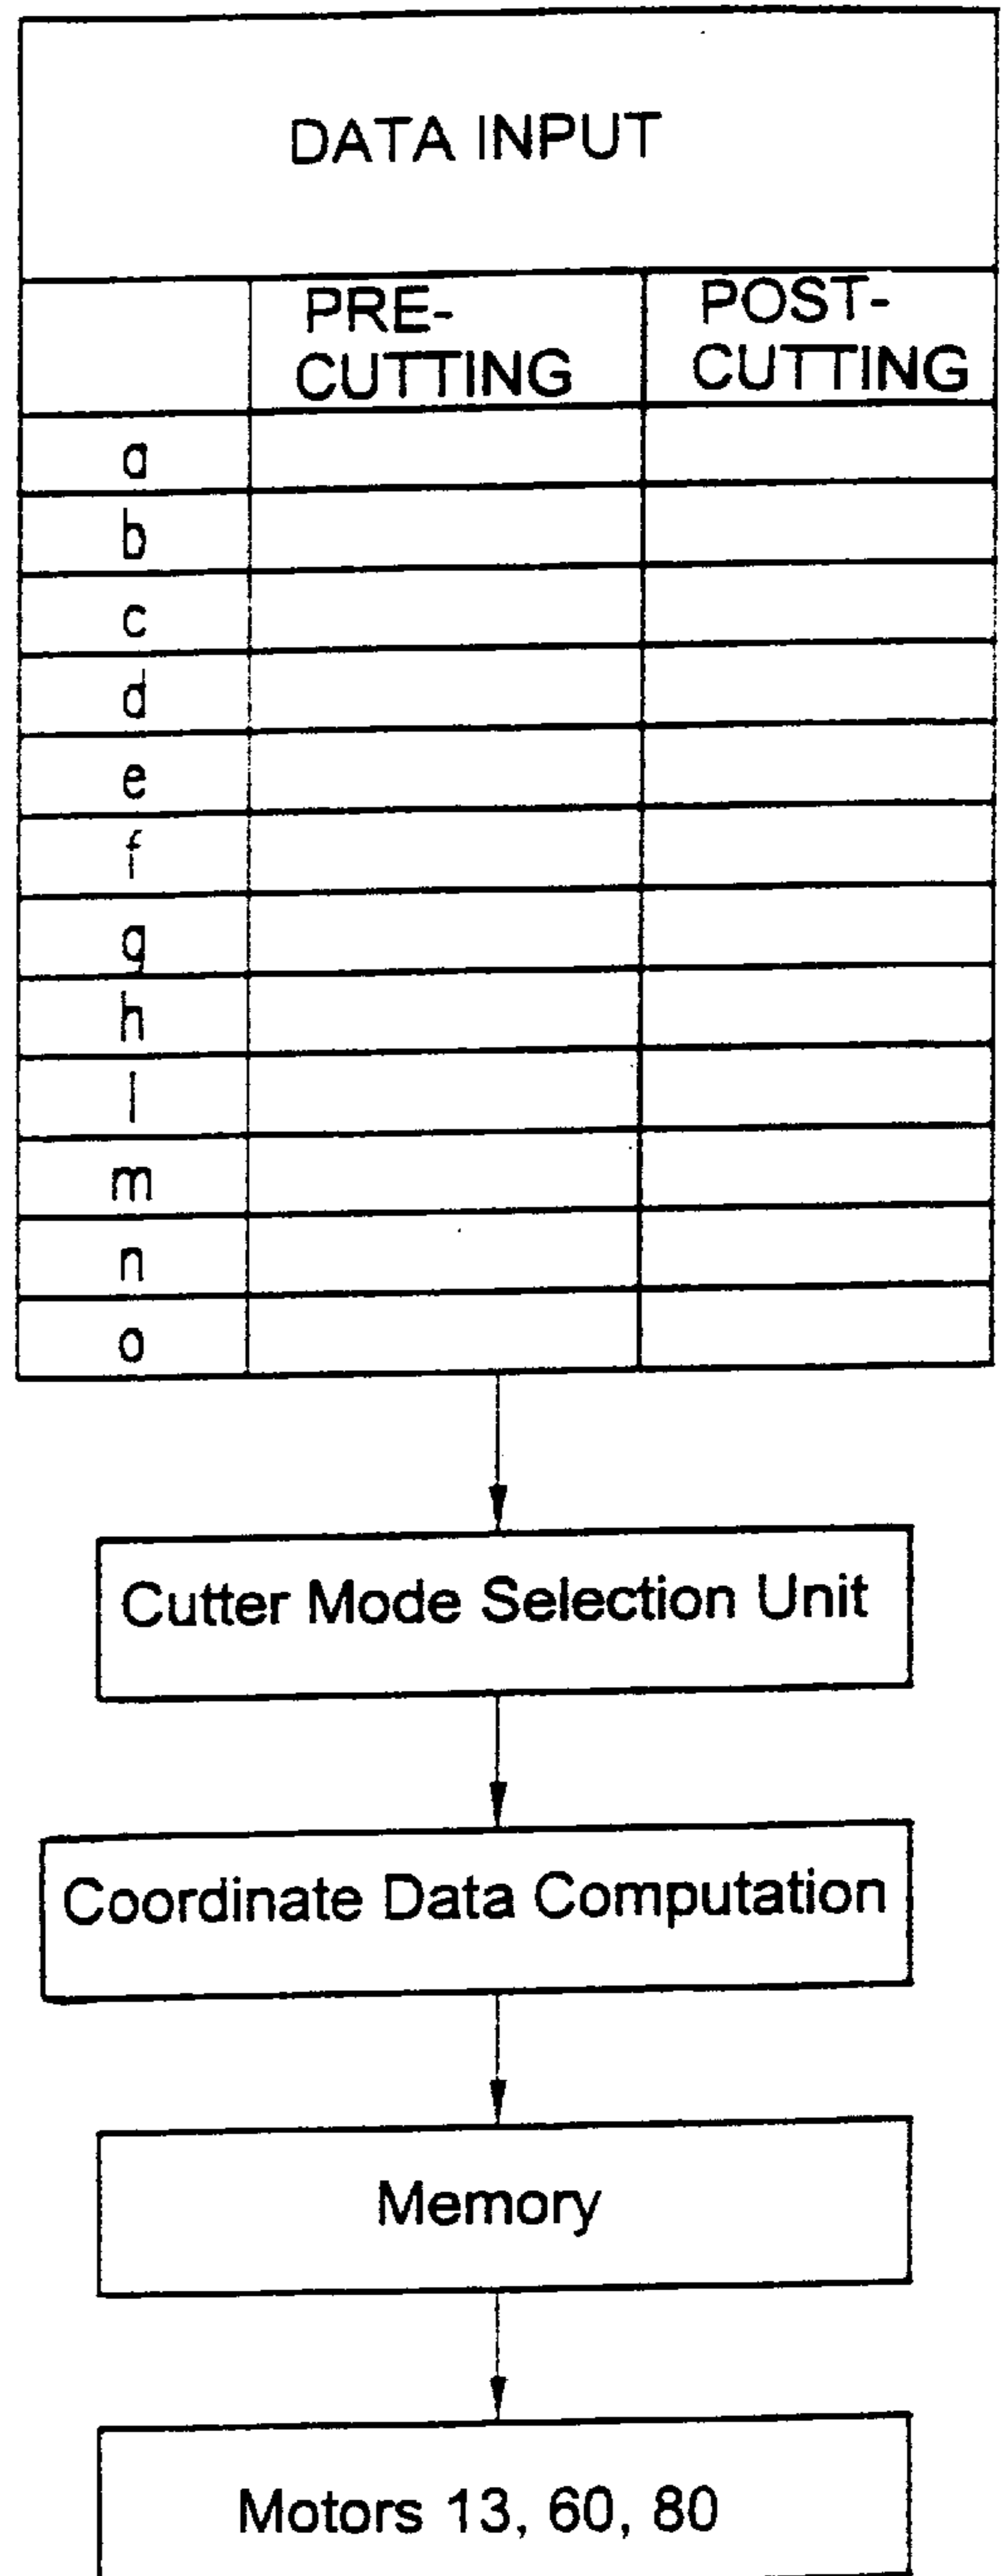 DATA INPUT
PRE-
CUTTING
POST-
CUTTING
a
b
c
d
e
f
g
h
l
m
n
o
Cutter Mode Selection Unit
Coordinate Data Computation
Memory
Motors 13, 60, 80